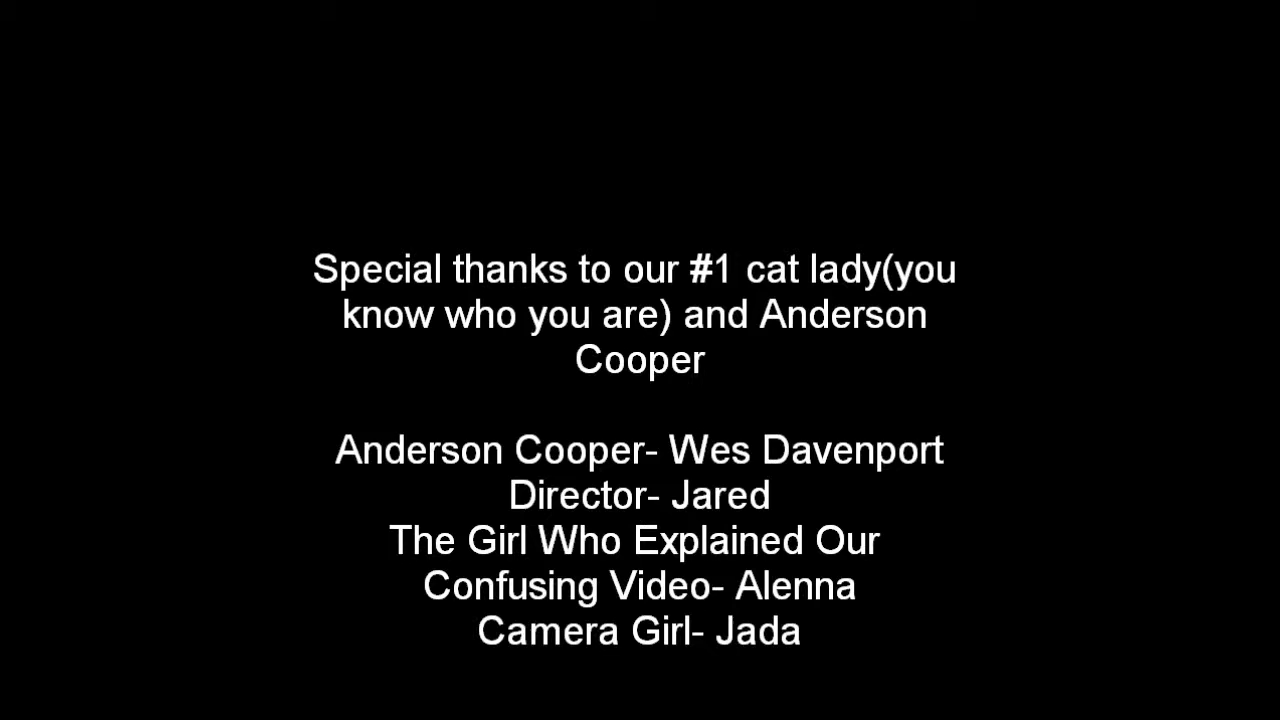 Special thanks to our #1 cat lady(you
know who you are) and Anderson
Cooper
Anderson Cooper- Wes Davenport
Director- Jared
The Girl Who Explained Our
Confusing Video- Alenna
Camera Girl- Jada